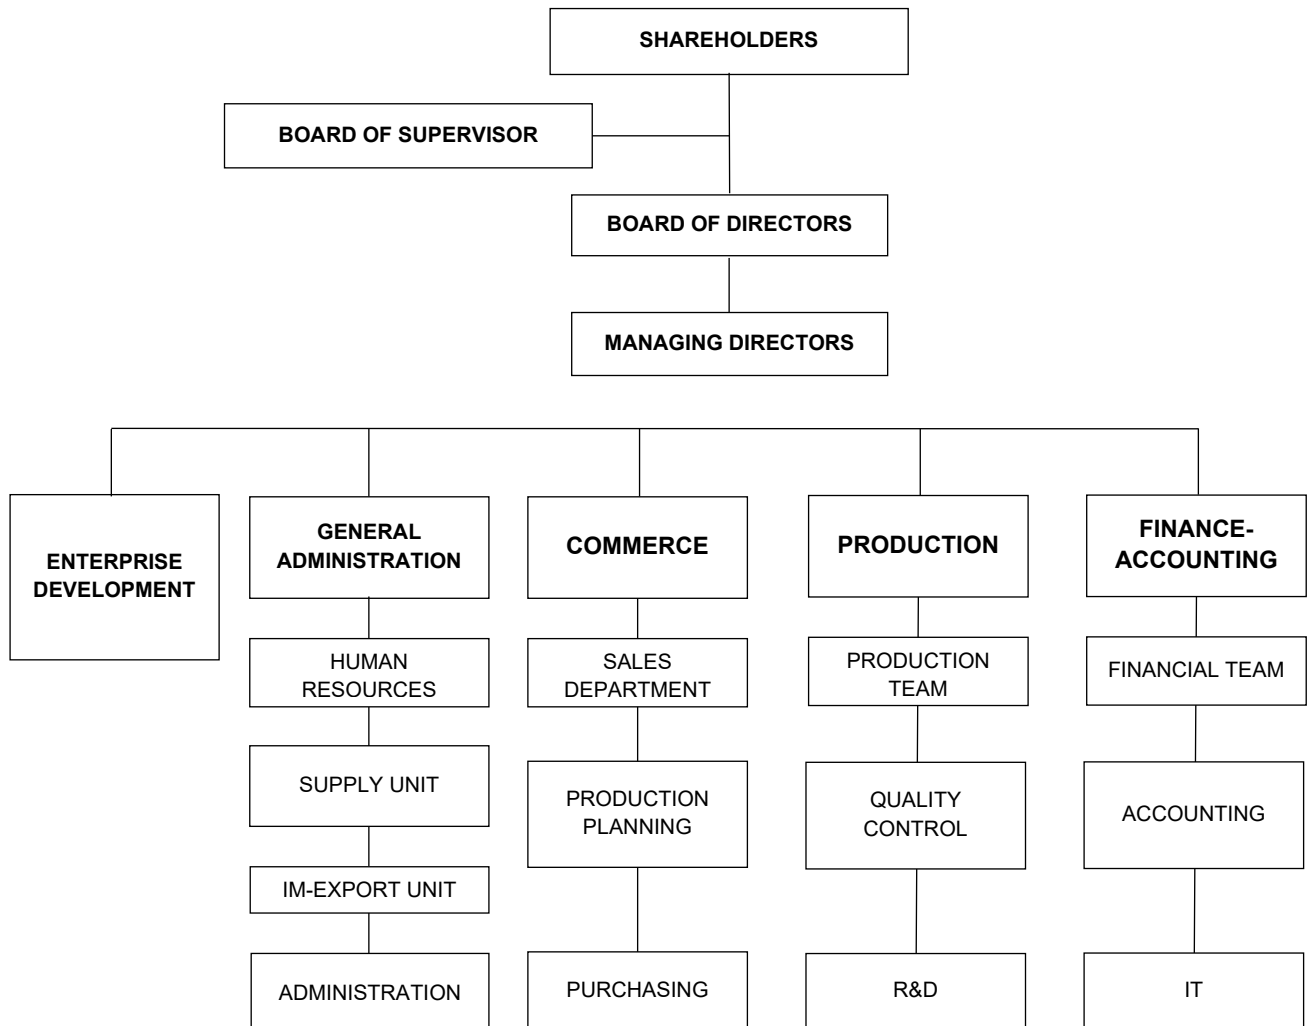 SHAREHOLDERS
BOARD OF SUPERVISOR
BOARD OF DIRECTORS
MANAGING DIRECTORS
ENTERPRISE
DEVELOPMENT
GENERAL
ADMINISTRATION
COMMERCE
PRODUCTION
FINANCE-
ACCOUNTING
HUMAN
RESOURCES
SALES
DEPARTMENT
PRODUCTION
TEAM
FINANCIAL TEAM
SUPPLY UNIT
PRODUCTION
PLANNING
QUALITY
CONTROL
ACCOUNTING
IM-EXPORT UNIT
ADMINISTRATION
PURCHASING
R&D
IT